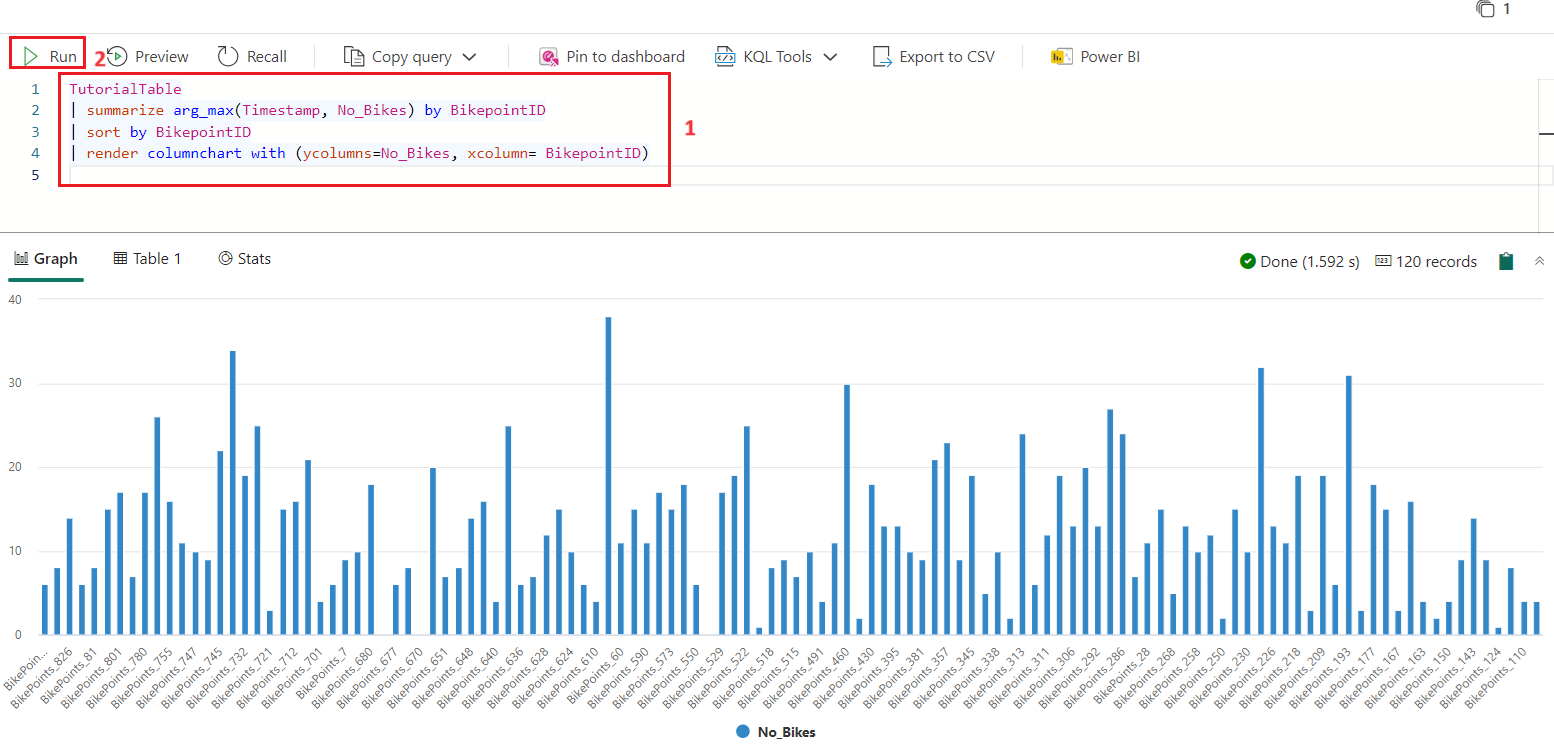 1
Run 2 Preview Recall Copy query Pin to dashboard KQL Tools Export to CSV Power BI
1 TutorialTable
2 | summarize arg_max(Timestamp, No_Bikes) by BikepointID
3 | sort by BikepointID 1
4 | render columnchart with (ycolumns=No_Bikes, xcolumn= BikepointID)
5
Graph Table 1 Stats Done (1.592 s) 123 120 records
40
30
20
10
0
BikePoin...
BikePoints_826
BikePoints_81
BikePoints_801
BikePoints_780
BikePoints_755
BikePoints_747
BikePoints_745
BikePoints_732
BikePoints_721
BikePoints_712
BikePoints_701
BikePoints_7
BikePoints_680
BikePoints_677
BikePoints_670
BikePoints_651
BikePoints_648
BikePoints_640
BikePoints_636
BikePoints_628
BikePoints_624
BikePoints_610
BikePoints_60
BikePoints_590
BikePoints_573
BikePoints_550
BikePoints_529
BikePoints_522
BikePoints_518
BikePoints_515
BikePoints_491
BikePoints_460
BikePoints_430
BikePoints_395
BikePoints_381
BikePoints_357
BikePoints_345
BikePoints_338
BikePoints_313
BikePoints_311
BikePoints_306
BikePoints_292
BikePoints_286
BikePoints_28
BikePoints_268
BikePoints_258
BikePoints_250
BikePoints_230
BikePoints_226
BikePoints_218
BikePoints_209
BikePoints_193
BikePoints_177
BikePoints_167
BikePoints_163
BikePoints_150
BikePoints_143
BikePoints_124
BikePoints_110
No_Bikes